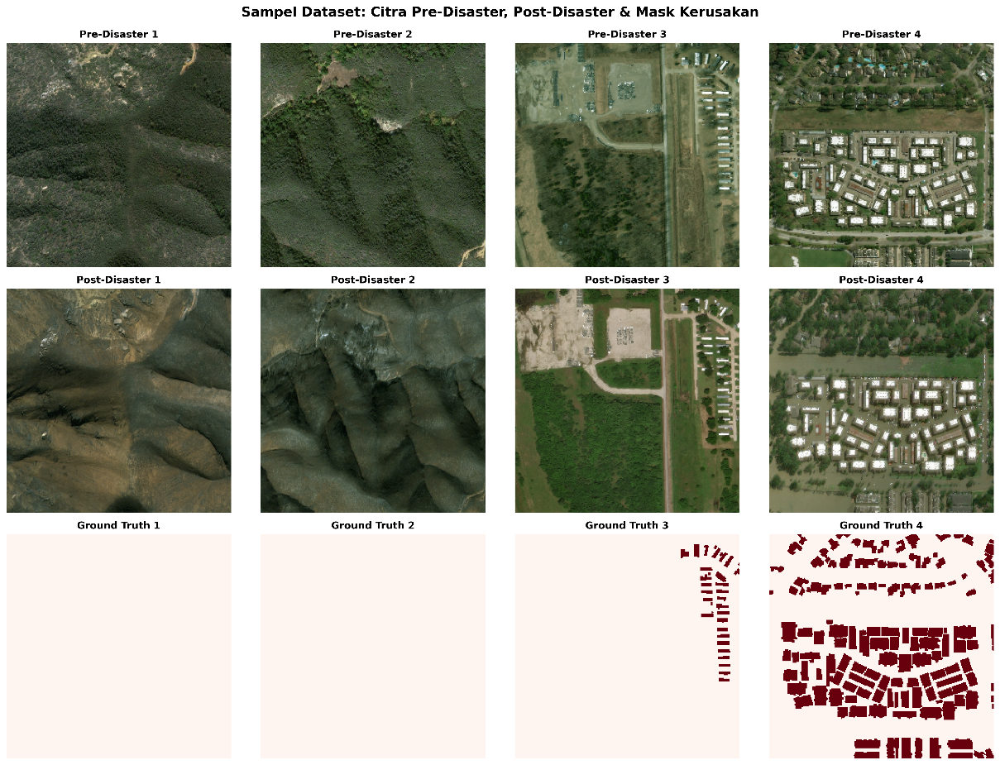 Sampel Dataset: Citra Pre-Disaster, Post-Disaster & Mask Kerusakan
Pre-Disaster 1
Pre-Disaster 2
Pre-Disaster 3
Pre-Disaster 4
Post-Disaster 1
Post-Disaster 2
Post-Disaster 3
Post-Disaster 4
Ground Truth 1
Ground Truth 2
Ground Truth 3
Ground Truth 4